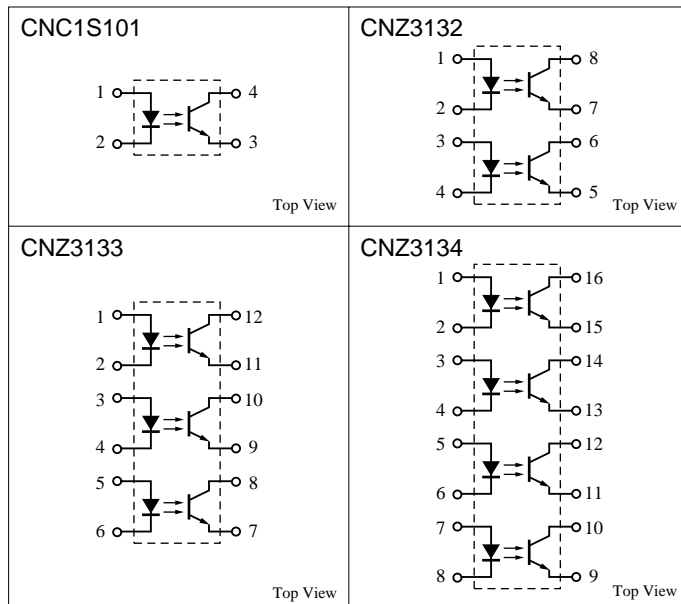 CNC1S101
1 4
2 3
Top View
CNZ3132
1 8
2 7
3 6
4 5
Top View
CNZ3133
1 12
2 11
3 10
4 9
5 8
6 7
Top View
CNZ3134
1 16
2 15
3 14
4 13
5 12
6 11
7 10
8 9
Top View